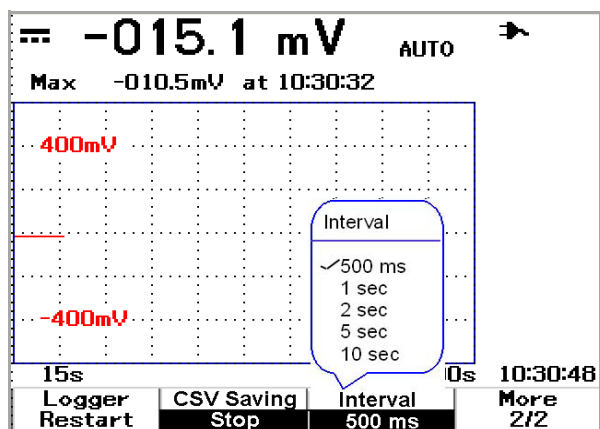 -015.1 mV AUTO
Max -010.5mV at 10:30:32
400mV
-400mV
Interval
✓500 ms
1 sec
2 sec
5 sec
10 sec
15s 0s 10:30:48
Logger Restart
CSV Saving Stop
Interval 500 ms
More 2/2